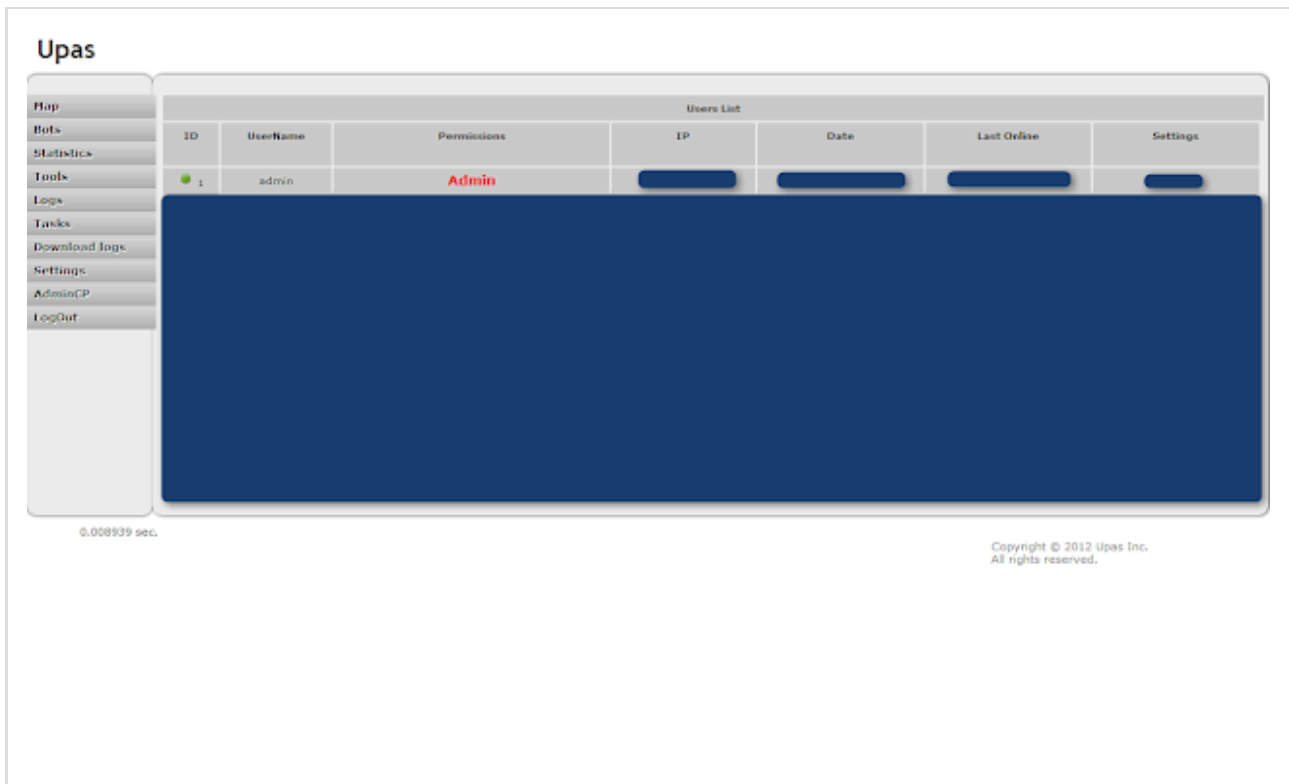 Upas
Map
Bots
Statistics
Tools
Logs
Tasks
Download logs
Settings
AdminCP
LogOut
Users List
ID UserName Permissions IP Date Last Online Settings
1 admin Admin
0.008939 sec.
Copyright © 2012 Upas Inc.
All rights reserved.